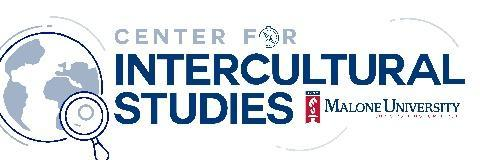 CENTER FOR
INTERCULTURAL
STUDIES
MALONE UNIVERSITY